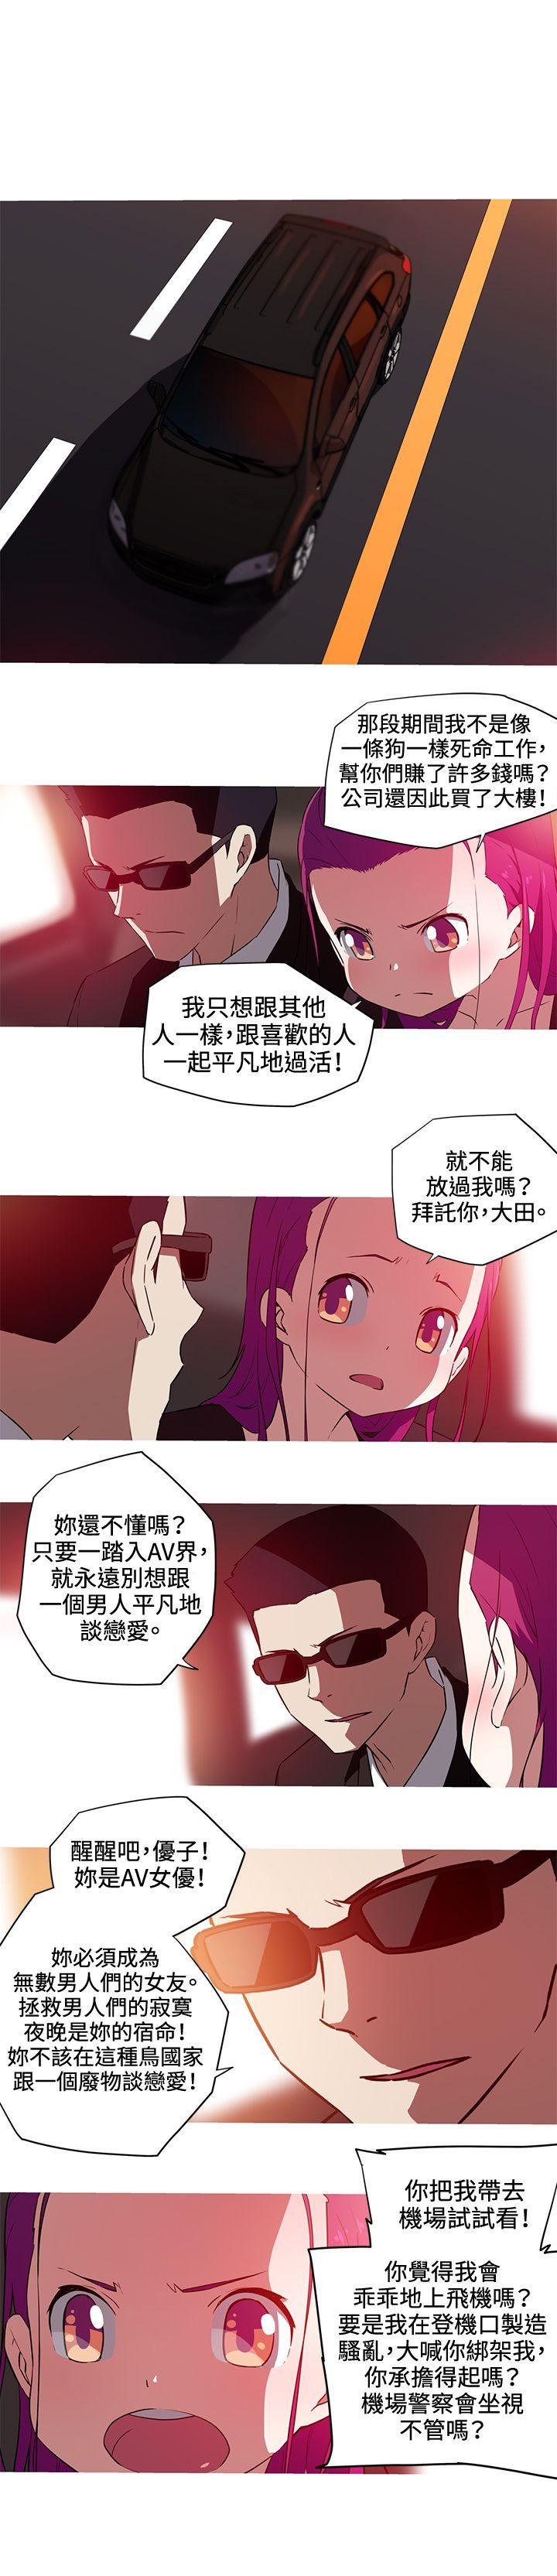 那段期間我不是像
一條狗一樣死命工作，
幫你們賺了許多錢嗎？
公司還因此買了大樓！
我只想跟其他
人一樣，跟喜歡的人
一起平凡地過活！
就不能
放過我嗎？
拜託你，大田。
妳還不懂嗎？
只要一踏入AV界，
就永遠別想跟
一個男人平凡地
談戀愛。
醒醒吧，優子！
妳是AV女優！
妳必須成為
無數男人們的女友。
拯救男人們的寂寞
夜晚是妳的宿命！
妳不該在這種鳥國家
跟一個廢物談戀愛！
你把我帶去
機場試試看！
你覺得我會
乖乖地上飛機嗎？
要是我在登機口製造
騷亂，大喊你綁架我，
你承擔得起嗎？
機場警察會坐視
不管嗎？